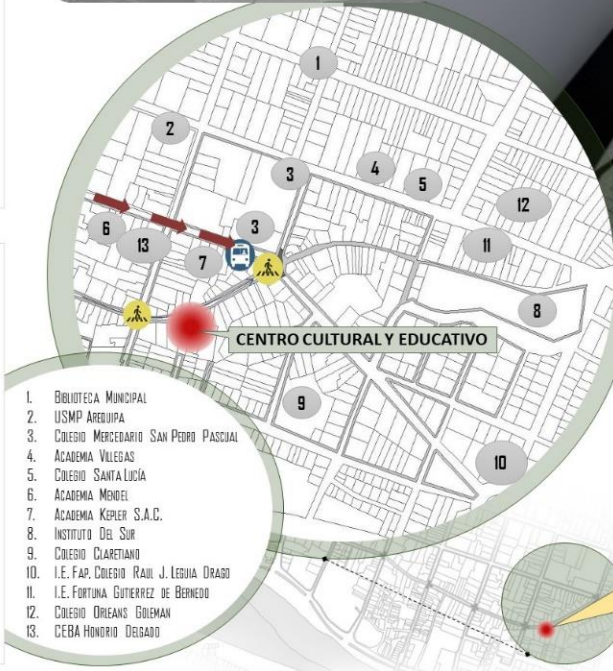 1
2
3
4
5
12
3
6
13
7
11
8
CENTRO CULTURAL Y EDUCATIVO
9
10
1. BIBLIOTECA MUNICIPAL
2. USMP AREQUIPA
3. COLEGIO MERCEDARIO SAN PEDRO PASCUAL
4. ACADEMIA VILLEGAS
5. COLEGIO SANTA LUCÍA
6. ACADEMIA MENDEL
7. ACADEMIA KEPLER S.A.C.
8. INSTITUTO DEL SUR
9. COLEGIO CLARETIANO
10. I.E. FAP. COLEGIO RAUL J. LEGUIA DRAGO
11. I.E. FORTUNA GUTIERREZ DE BERNEDO
12. COLEGIO ORLEANS GOLEMAN
13. CEBA HONORIO DELGADO